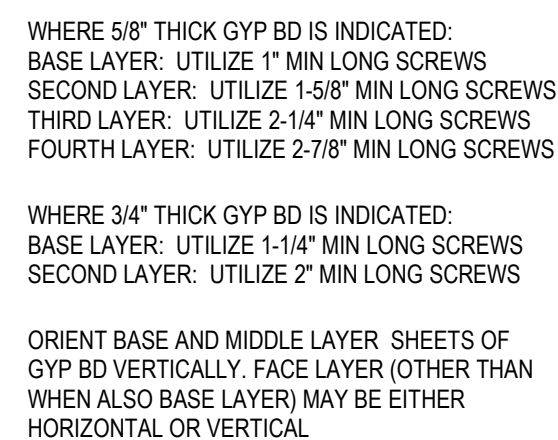 WHERE 5/8" THICK GYP BD IS INDICATED:
BASE LAYER: UTILIZE 1" MIN LONG SCREWS
SECOND LAYER: UTILIZE 1-5/8" MIN LONG SCREWS
THIRD LAYER: UTILIZE 2-1/4" MIN LONG SCREWS
FOURTH LAYER: UTILIZE 2-7/8" MIN LONG SCREWS
WHERE 3/4" THICK GYP BD IS INDICATED:
BASE LAYER: UTILIZE 1-1/4" MIN LONG SCREWS
SECOND LAYER: UTILIZE 2" MIN LONG SCREWS
ORIENT BASE AND MIDDLE LAYER SHEETS OF
GYP BD VERTICALLY. FACE LAYER (OTHER THAN
WHEN ALSO BASE LAYER) MAY BE EITHER
HORIZONTAL OR VERTICAL